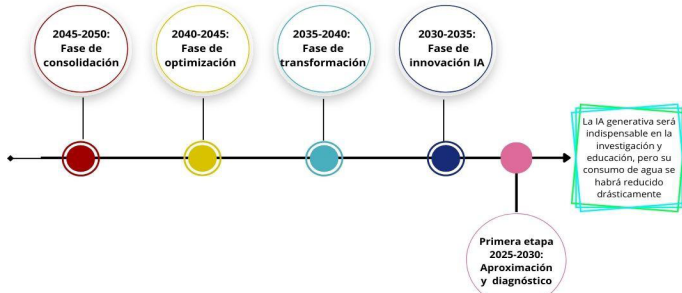 2045-2050:
Fase de
consolidación
2040-2045:
Fase de
optimización
2035-2040:
Fase de
transformación
2030-2035:
Fase de
innovación IA
La IA generativa será
indispensable en la
investigación y
educación, pero su
consumo de agua se
habrá reducido
drásticamente
Primera etapa
2025-2030:
Aproximación
y diagnóstico